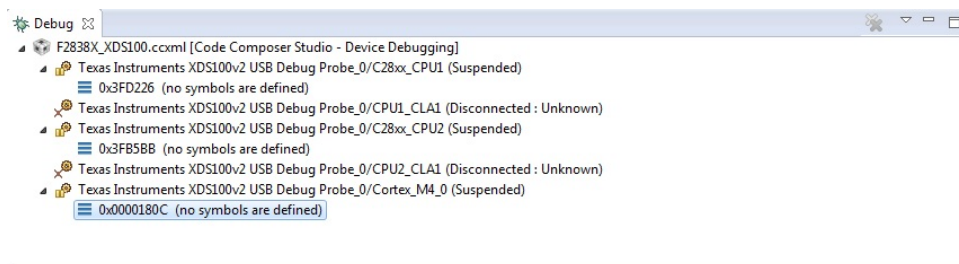 Debug
F2838X_XDS100.ccxml [Code Composer Studio - Device Debugging]
Texas Instruments XDS100v2 USB Debug Probe_0/C28xx_CPU1 (Suspended)
0x3FD226 (no symbols are defined)
Texas Instruments XDS100v2 USB Debug Probe_0/CPU1_CLA1 (Disconnected : Unknown)
Texas Instruments XDS100v2 USB Debug Probe_0/C28xx_CPU2 (Suspended)
0x3FB5BB (no symbols are defined)
Texas Instruments XDS100v2 USB Debug Probe_0/CPU2_CLA1 (Disconnected : Unknown)
Texas Instruments XDS100v2 USB Debug Probe_0/Cortex_M4_0 (Suspended)
0x0000180C (no symbols are defined)